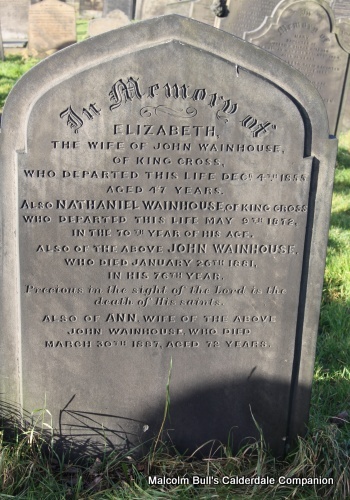 In Memory of
ELIZABETH,
THE WIFE OF JOHN WAINHOUSE,
OF KING CROSS,
WHO DEPARTED THIS LIFE DECR 4TH 1858
AGED 47 YEARS.
ALSO NATHANIEL WAINHOUSE OF KING CROSS
WHO DEPARTED THIS LIFE MAY 9TH 1872,
IN THE 70TH YEAR OF HIS AGE.
ALSO OF THE ABOVE JOHN WAINHOUSE,
WHO DIED JANUARY 26TH 1881,
IN HIS 76TH YEAR.
Precious in the sight of the Lord is the
death of His saints.
ALSO OF ANN, WIFE OF THE ABOVE
JOHN WAINHOUSE, WHO DIED
MARCH 30TH 1887, AGED 72 YEARS.
Malcolm Bull's Calderdale Companion